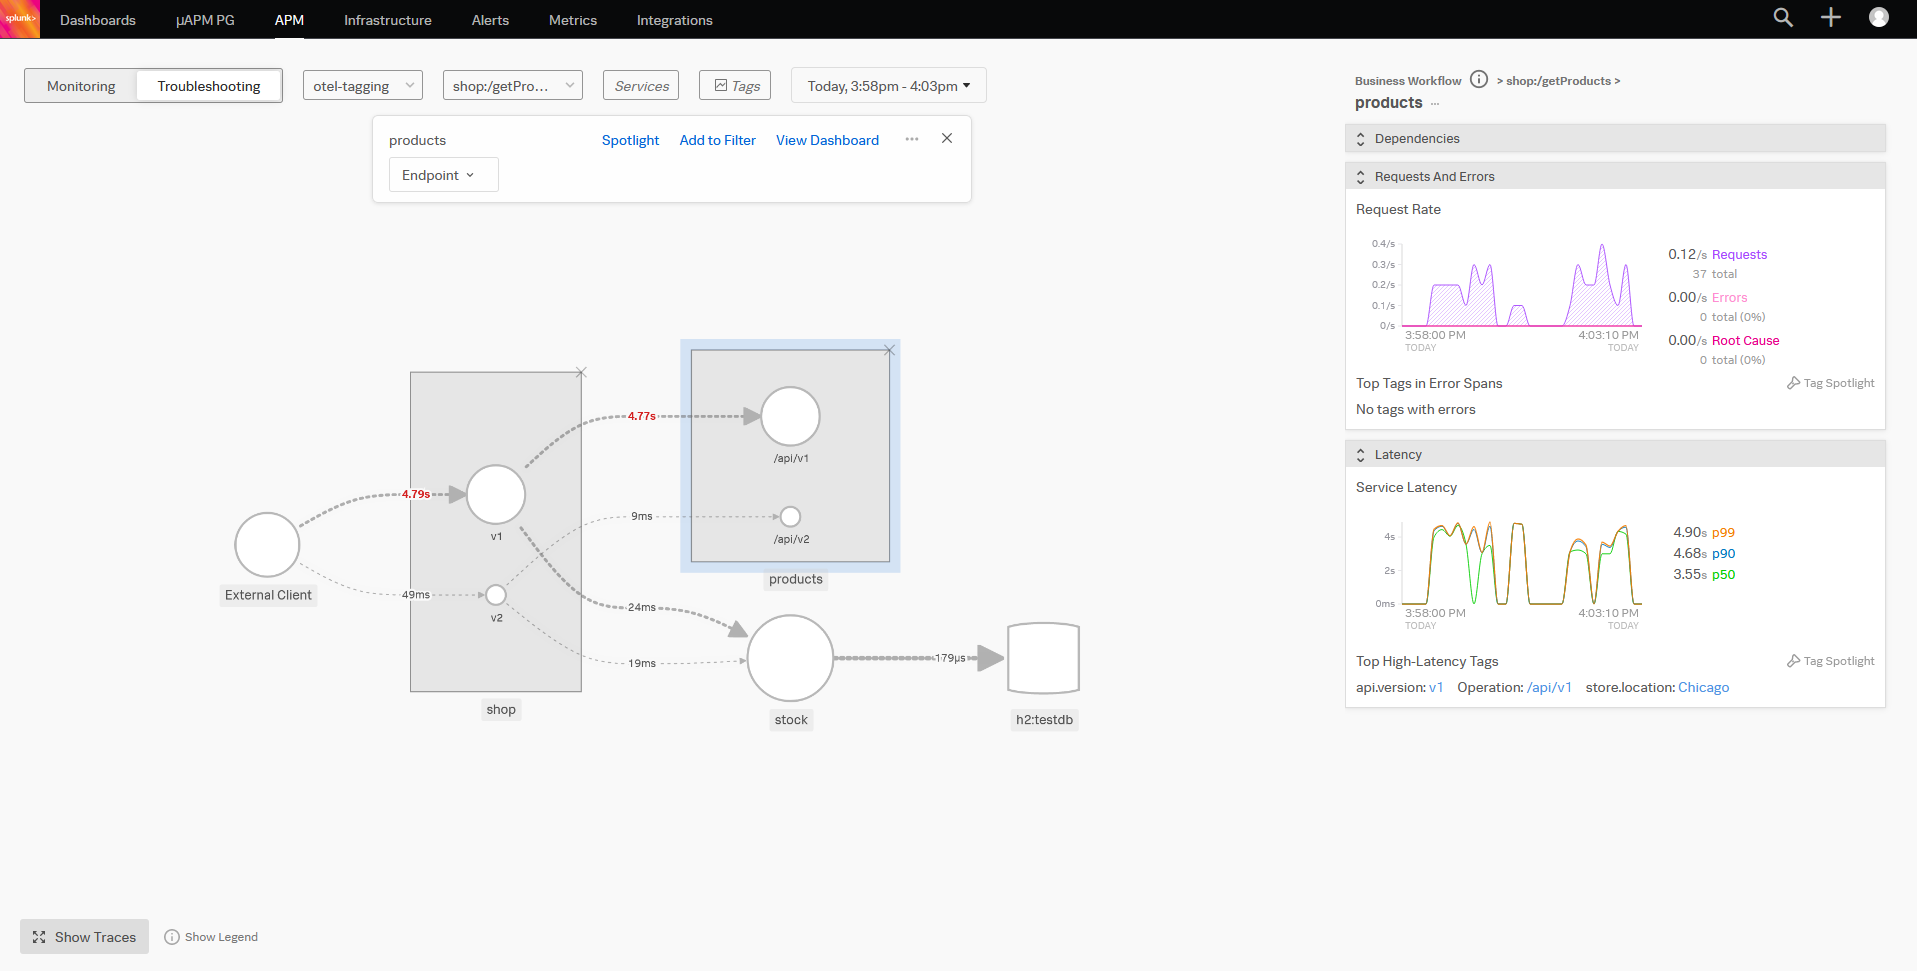 splunk>
Dashboards
µAPM PG
APM
Infrastructure
Alerts
Metrics
Integrations
Monitoring
Troubleshooting
otel-tagging
shop:/getPro...
Services
Tags
Today, 3:58pm - 4:03pm
products
Spotlight
Add to Filter
View Dashboard
...
Endpoint
4.77s
/api/v1
4.79s
v1
9ms
/api/v2
products
External Client
49ms
v2
24ms
19ms
shop
stock
179µs
h2:testdb
Show Traces
Show Legend
Business Workflow > shop:/getProducts >
products ...
Dependencies
Requests And Errors
Request Rate
0.4/s
0.3/s
0.2/s
0.1/s
0/s
3:58:00 PM
TODAY
4:03:10 PM
TODAY
0.12/s Requests
37 total
0.00/s Errors
0 total (0%)
0.00/s Root Cause
0 total (0%)
Top Tags in Error Spans
Tag Spotlight
No tags with errors
Latency
Service Latency
4s
2s
0ms
3:58:00 PM
TODAY
4:03:10 PM
TODAY
4.90s p99
4.68s p90
3.55s p50
Top High-Latency Tags
Tag Spotlight
api.version: v1 Operation: /api/v1 store.location: Chicago